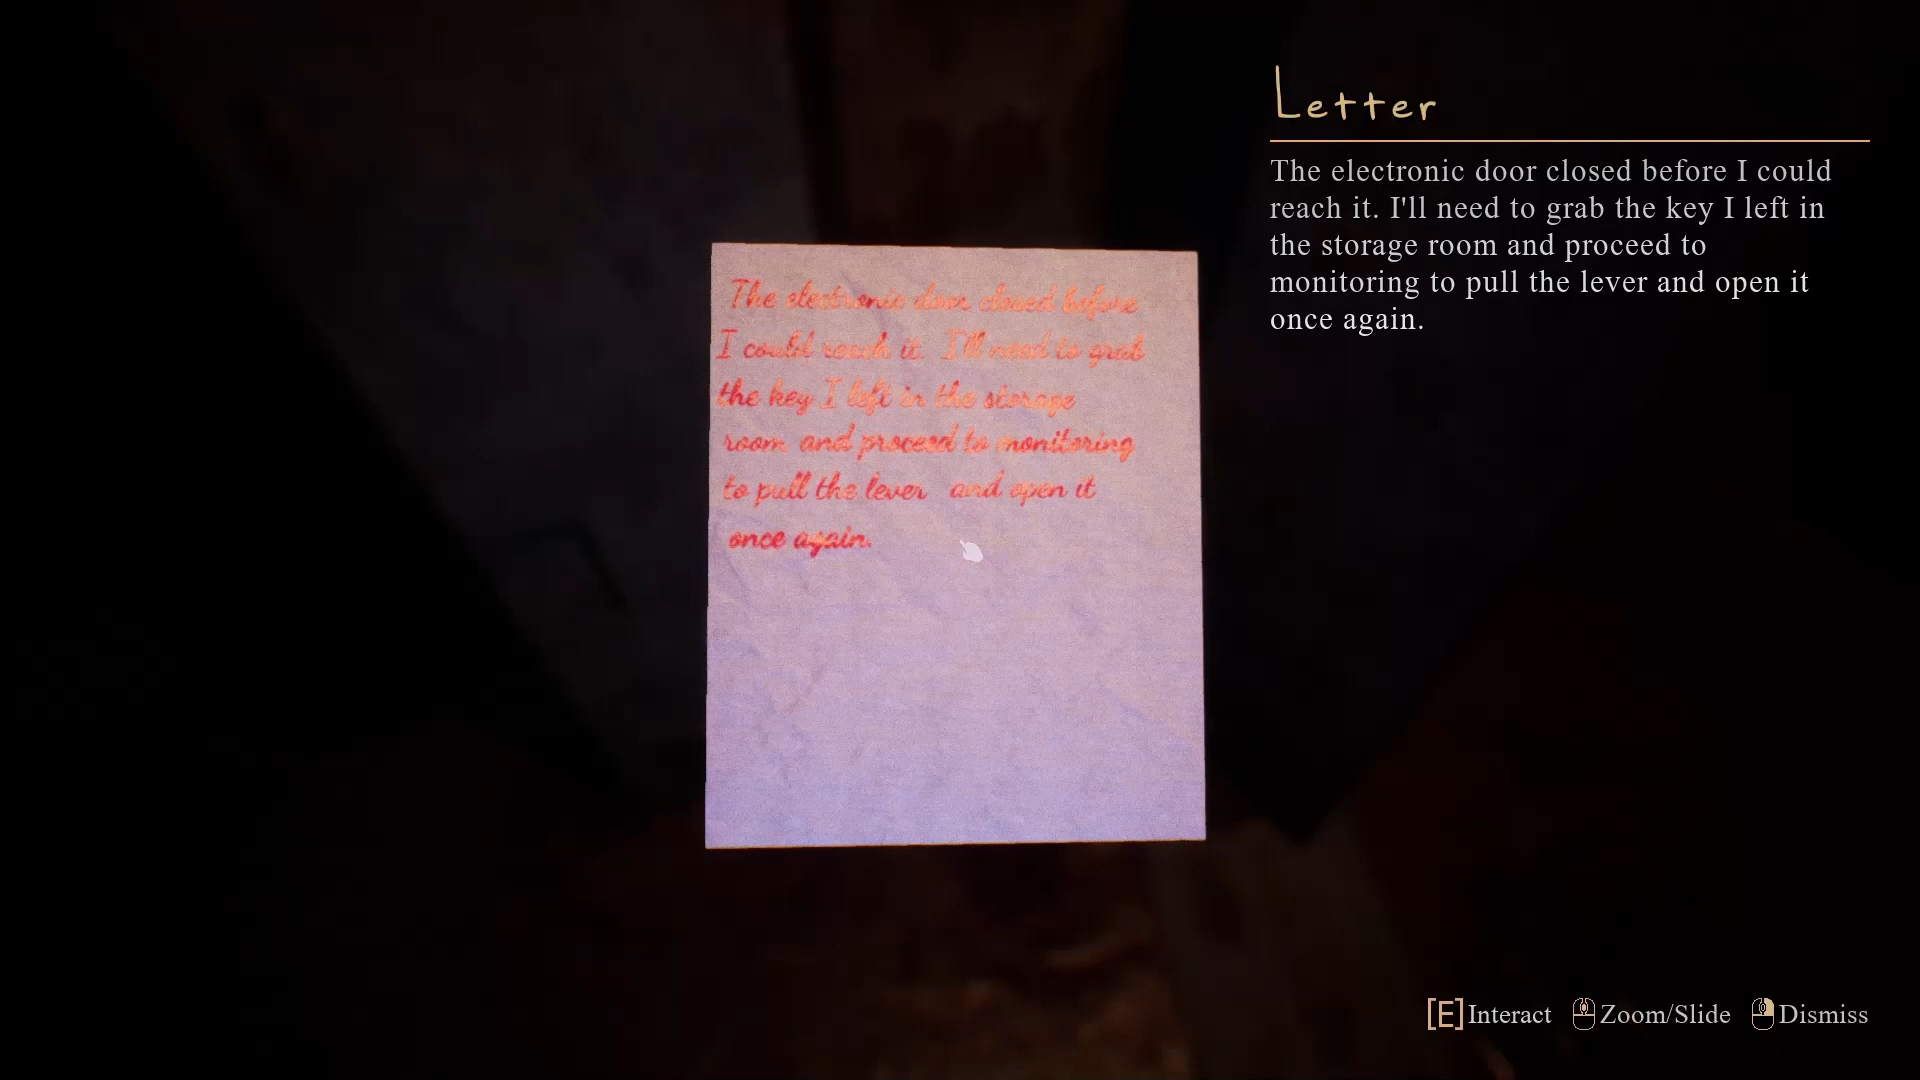 Letter
The electronic door closed before I could
reach it. I'll need to grab the key I left in
the storage room and proceed to
monitoring to pull the lever and open it
once again.
The electronic door closed before
I could reach it. I'll need to grab
the key I left in the storage
room and proceed to monitoring
to pull the lever and open it
once again.
[E] Interact Zoom/Slide Dismiss